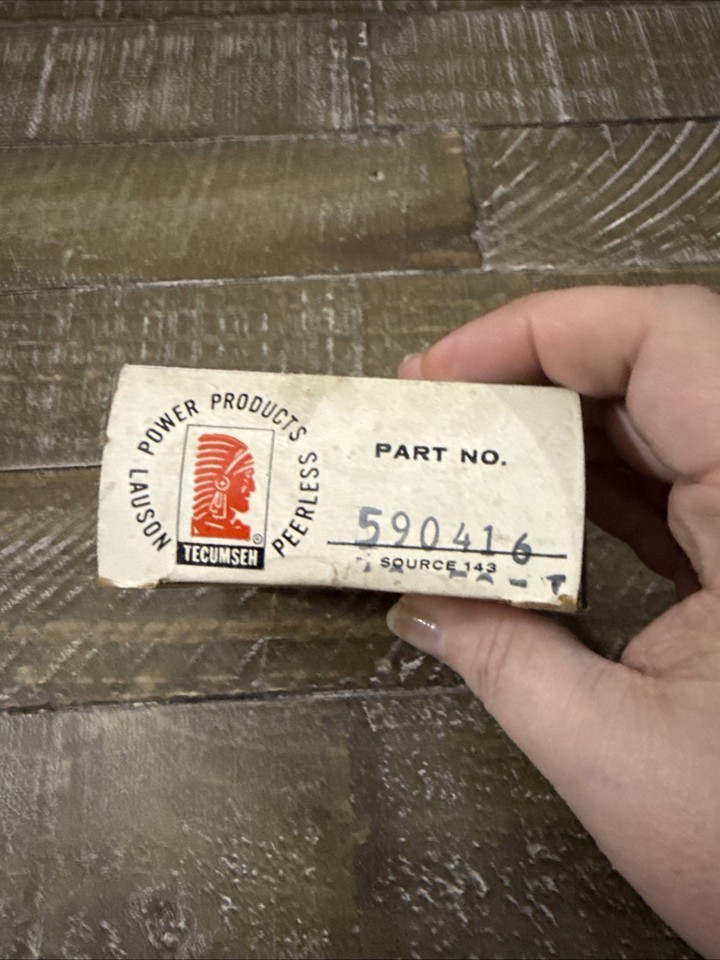 LAUSON POWER PRODUCTS PEERLESS
TECUMSEH
®
PART NO.
590416
SOURCE 143